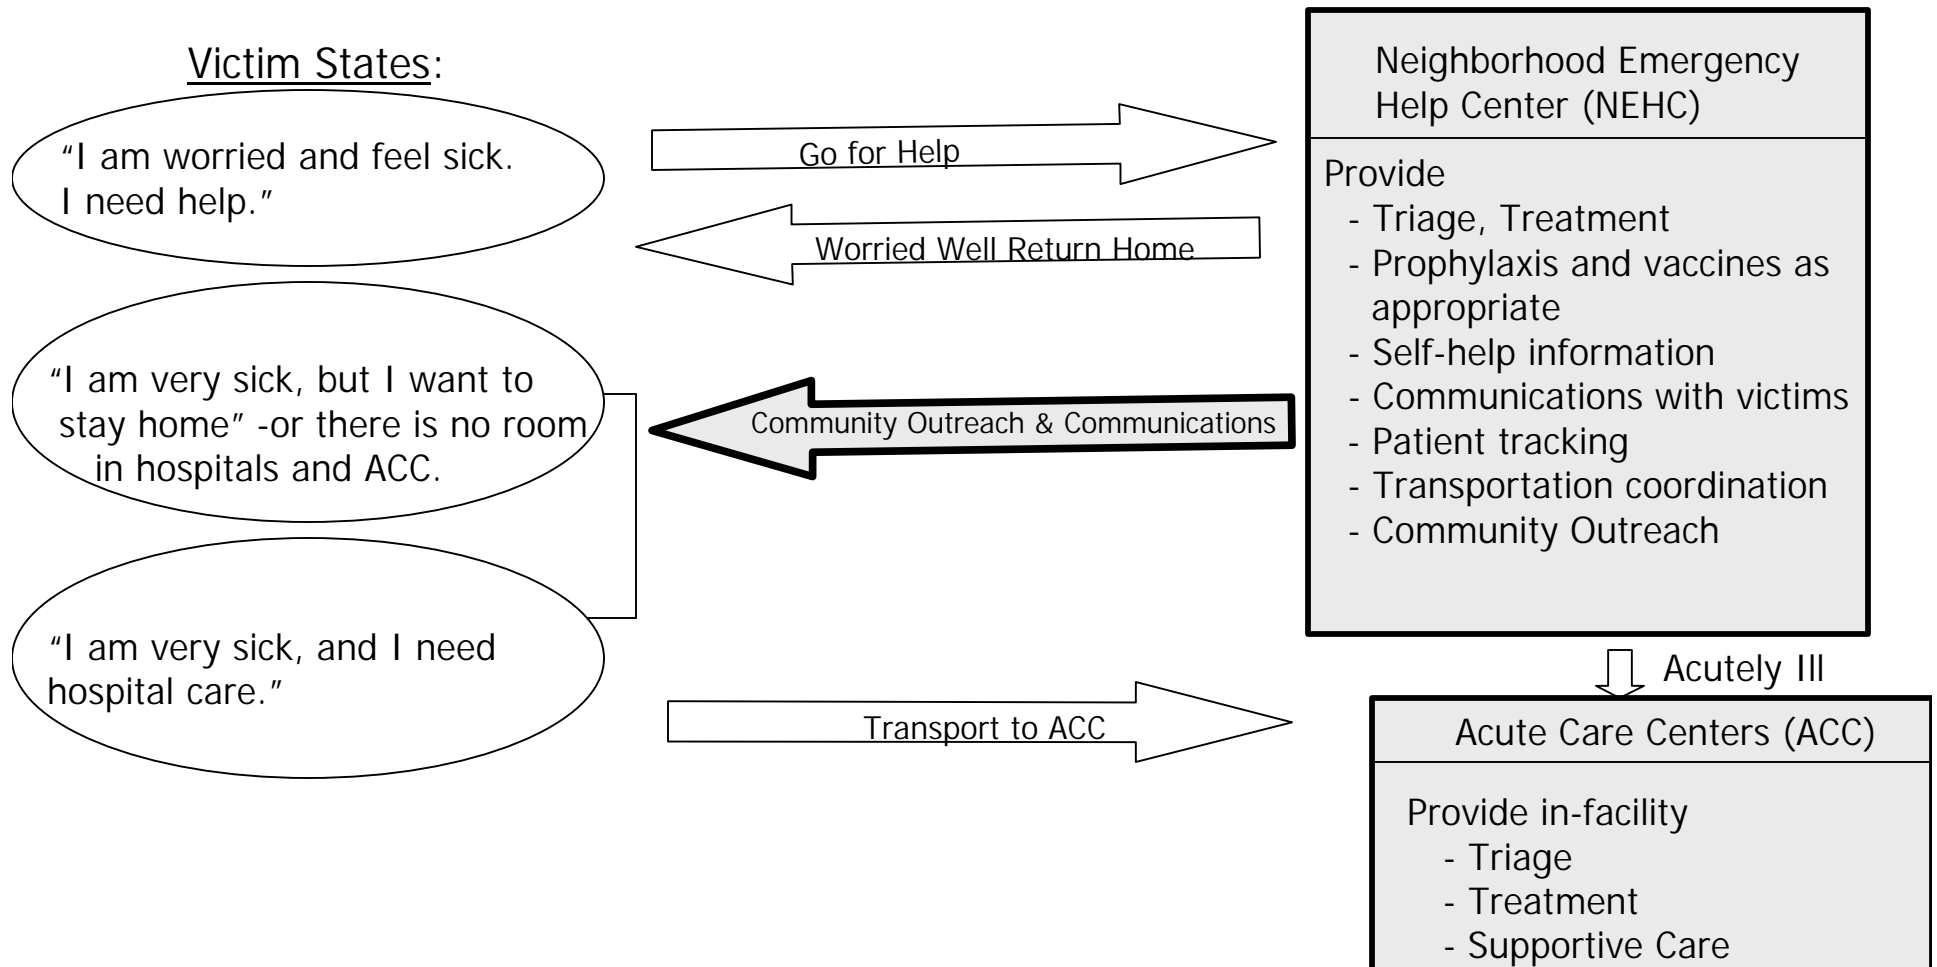 Victim States:
“I am worried and feel sick.
I need help.”
Go for Help
Worried Well Return Home
“I am very sick, but I want to
stay home” -or there is no room
in hospitals and ACC.
Community Outreach & Communications
“I am very sick, and I need
hospital care.”
Transport to ACC
Neighborhood Emergency
Help Center (NEHC)
Provide
- Triage, Treatment
- Prophylaxis and vaccines as
appropriate
- Self-help information
- Communications with victims
- Patient tracking
- Transportation coordination
- Community Outreach
Acutely Ill
Acute Care Centers (ACC)
Provide in-facility
- Triage
- Treatment
- Supportive Care